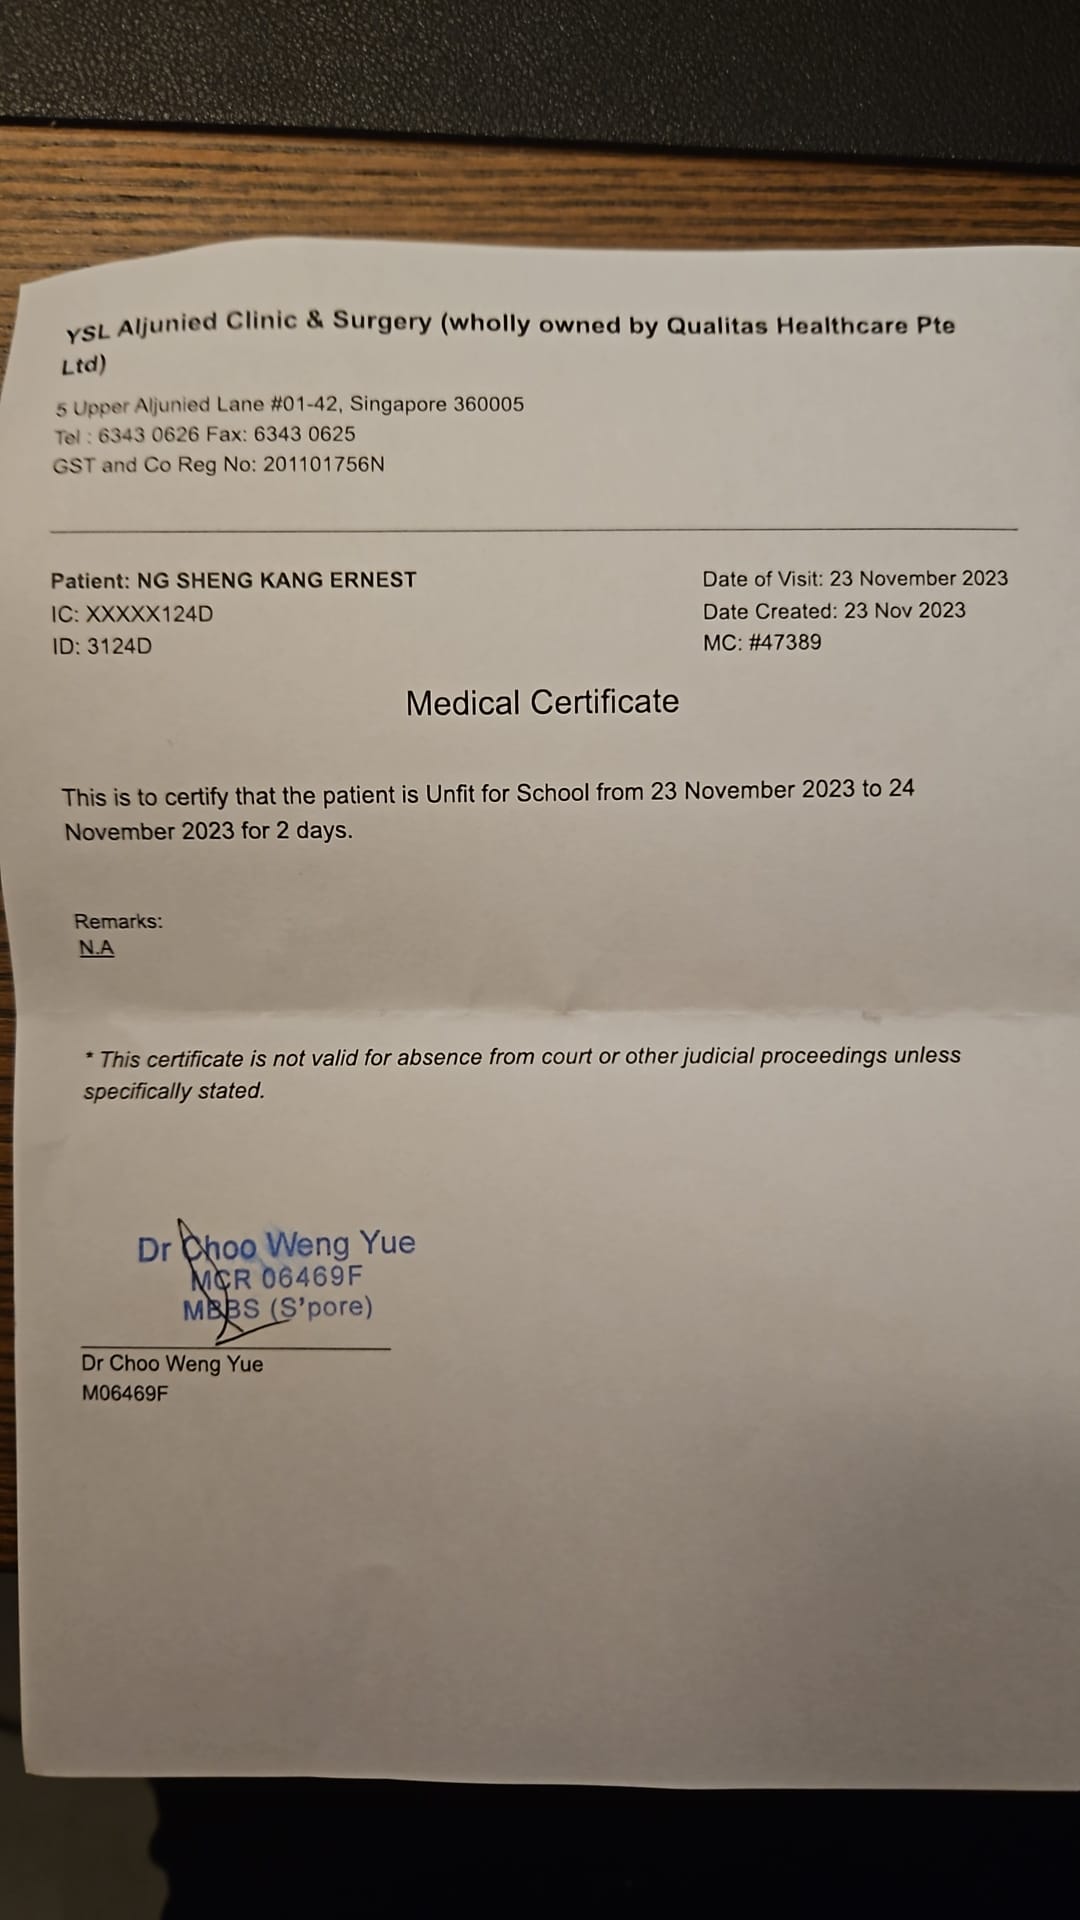 YSL Aljunied Clinic & Surgery (wholly owned by Qualitas Healthcare Pte
Ltd)
5 Upper Aljunied Lane #01-42, Singapore 360005
Tel : 6343 0626 Fax: 6343 0625
GST and Co Reg No: 201101756N
Patient: NG SHENG KANG ERNEST
IC: XXXXX124D
ID: 3124D
Date of Visit: 23 November 2023
Date Created: 23 Nov 2023
MC: #47389
Medical Certificate
This is to certify that the patient is Unfit for School from 23 November 2023 to 24
November 2023 for 2 days.
Remarks:
N.A
* This certificate is not valid for absence from court or other judicial proceedings unless
specifically stated.
Dr Choo Weng Yue
MCR 06469F
MBBS (S'pore)
Dr Choo Weng Yue
M06469F